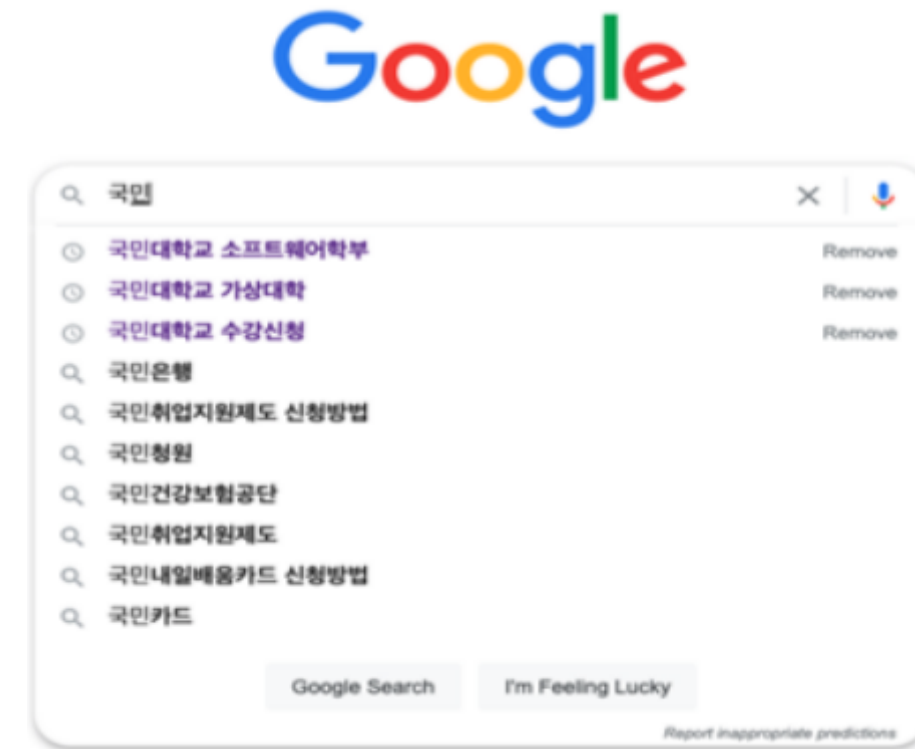 Google
국민
국민대학교 소프트웨어학부 Remove
국민대학교 가상대학 Remove
국민대학교 수강신청 Remove
국민은행
국민취업지원제도 신청방법
국민청원
국민건강보험공단
국민취업지원제도
국민내일배움카드 신청방법
국민카드
Google Search I'm Feeling Lucky
Report inappropriate predictions